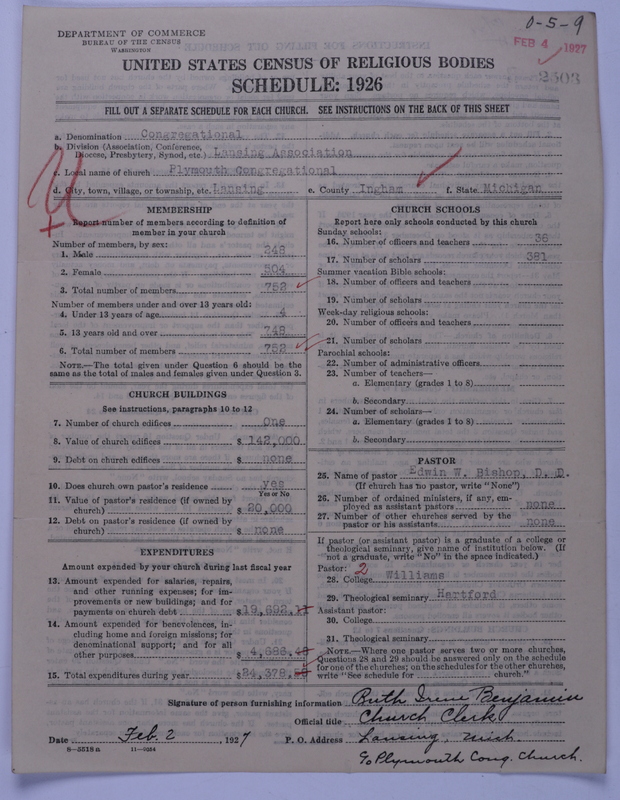 0-5-9
DEPARTMENT OF COMMERCE
BUREAU OF THE CENSUS
WASHINGTON
FEB 4 1927
2303
UNITED STATES CENSUS OF RELIGIOUS BODIES
SCHEDULE: 1926
FILL OUT A SEPARATE SCHEDULE FOR EACH CHURCH. SEE INSTRUCTIONS ON THE BACK OF THIS SHEET
a. Denomination Congregational
b. Division (Association, Conference,
Diocese, Presbytery, Synod, etc.) Lansing Association
c. Local name of church Plymouth Congregational
d. City, town, village, or township, etc. Lansing e. County Ingham f. State Michigan
MEMBERSHIP
Report number of members according to definition of
member in your church
Number of members, by sex:
1. Male 248
2. Female 504
3. Total number of members 752
Number of members under and over 13 years old:
4. Under 13 years of age 4
5. 13 years old and over 748
6. Total number of members 752
NOTE.—The total given under Question 6 should be
same as the total of males and females given under Question 3.
CHURCH BUILDINGS
See instructions, paragraphs 10 to 12
7. Number of church edifices One
8. Value of church edifices $ 142,000
9. Debt on church edifices $ none
10. Does church own pastor's residence yes
Yes or No
11. Value of pastor's residence (if owned by
church) $ 20,000
12. Debt on pastor's residence (if owned by
church) $ none
EXPENDITURES
Amount expended by your church during last fiscal year
13. Amount expended for salaries, repairs,
and other running expenses; for im-
provements or new buildings; and for
payments on church debt $19,692.11
14. Amount expended for benevolences, in-
cluding home and foreign missions; for
denominational support; and for all
other purposes $ 4,686.48
15. Total expenditures during year $24,378.59
CHURCH SCHOOLS
Report here only schools conducted by this church
Sunday schools:
16. Number of officers and teachers 36
17. Number of scholars 381
Summer vacation Bible schools:
18. Number of officers and teachers
19. Number of scholars
Week-day religious schools:
20. Number of officers and teachers
21. Number of scholars
Parochial schools:
22. Number of administrative officers
23. Number of teachers—
a. Elementary (grades 1 to 8)
b. Secondary
24. Number of scholars—
a. Elementary (grades 1 to 8)
b. Secondary
PASTOR
25. Name of pastor Edwin W. Bishop, D. D.
(If church has no pastor, write "None")
26. Number of ordained ministers, if any, em-
ployed as assistant pastors none
27. Number of other churches served by the
pastor or his assistants none
If pastor (or assistant pastor) is a graduate of a college or
theological seminary, give name of institution below. (If
not a graduate, write "No" in the space indicated.)
Pastor: 2
28. College Williams
29. Theological seminary Hartford
Assistant pastor:
30. College
31. Theological seminary
NOTE.—Where one pastor serves two or more churches,
Questions 28 and 29 should be answered only on the schedule
for one of the churches; on the schedules for the other churches,
write "See schedule for church."
Signature of person furnishing information Ruth Irene Benjamin
Official title Church Clerk
Date Feb. 2 1927 P. O. Address Lansing, Mich.
8-5518a 11-9084
c/o Plymouth Cong. Church.